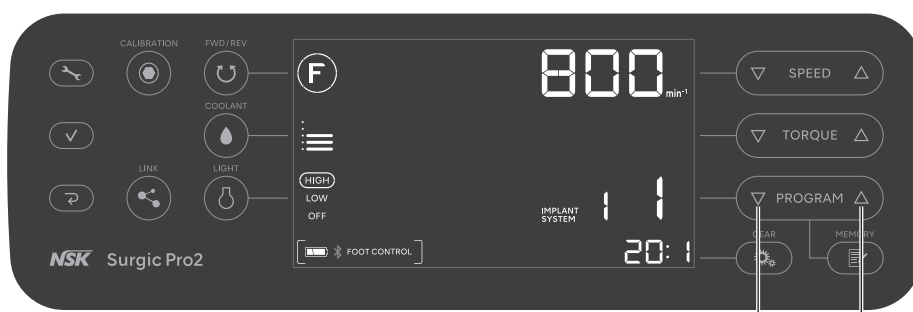 CALIBRATION
FWD/REV
F
800
min-1
SPEED
COOLANT
TORQUE
LINK
LIGHT
HIGH
LOW
OFF
IMPLANT
SYSTEM
1
1
PROGRAM
GEAR
MEMORY
FOOT CONTROL
20:1
NSK Surgic Pro2